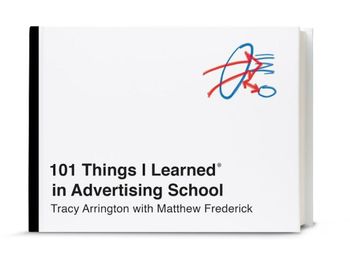 101 Things I Learned®
in Advertising School
Tracy Arrington with Matthew Frederick